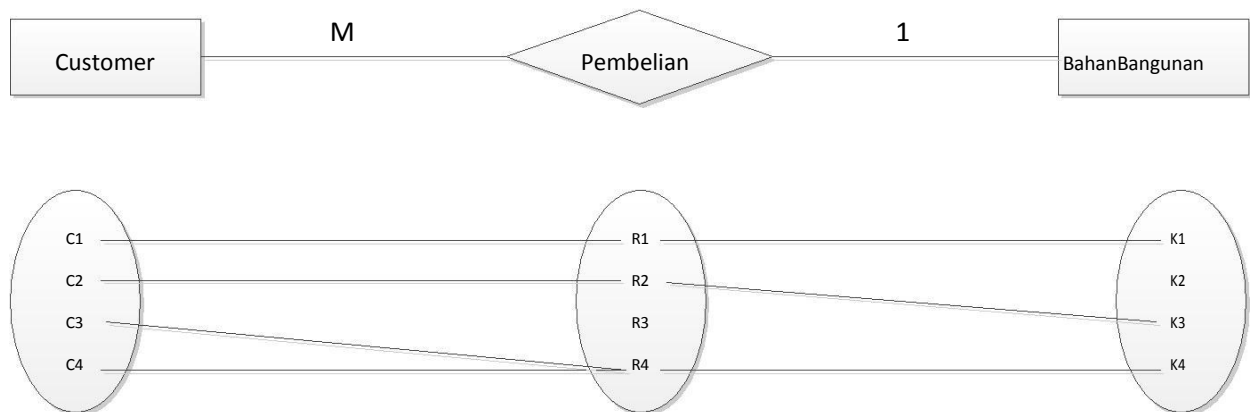 M
1
Customer
Pembelian
BahanBangunan
C1
R1
K1
C2
R2
K2
C3
R3
K3
C4
R4
K4